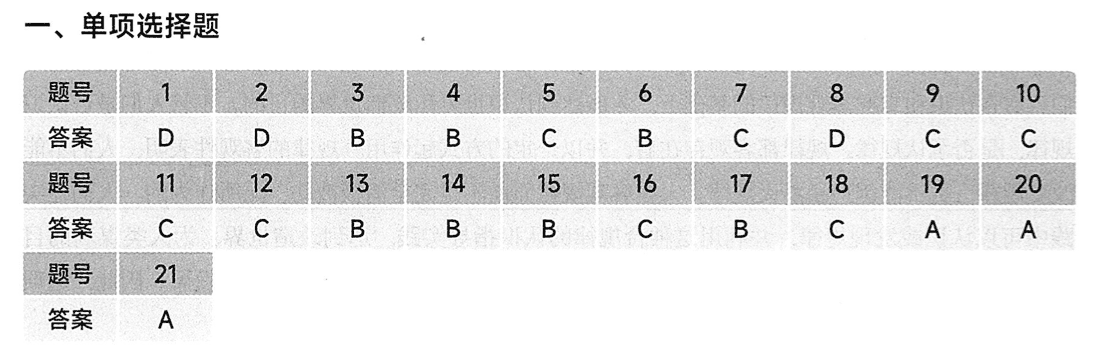 一、单项选择题
题号 1 2 3 4 5 6 7 8 9 10
答案 D D B B C B C D C C
题号 11 12 13 14 15 16 17 18 19 20
答案 C C B B B C B C A A
题号 21
答案 A